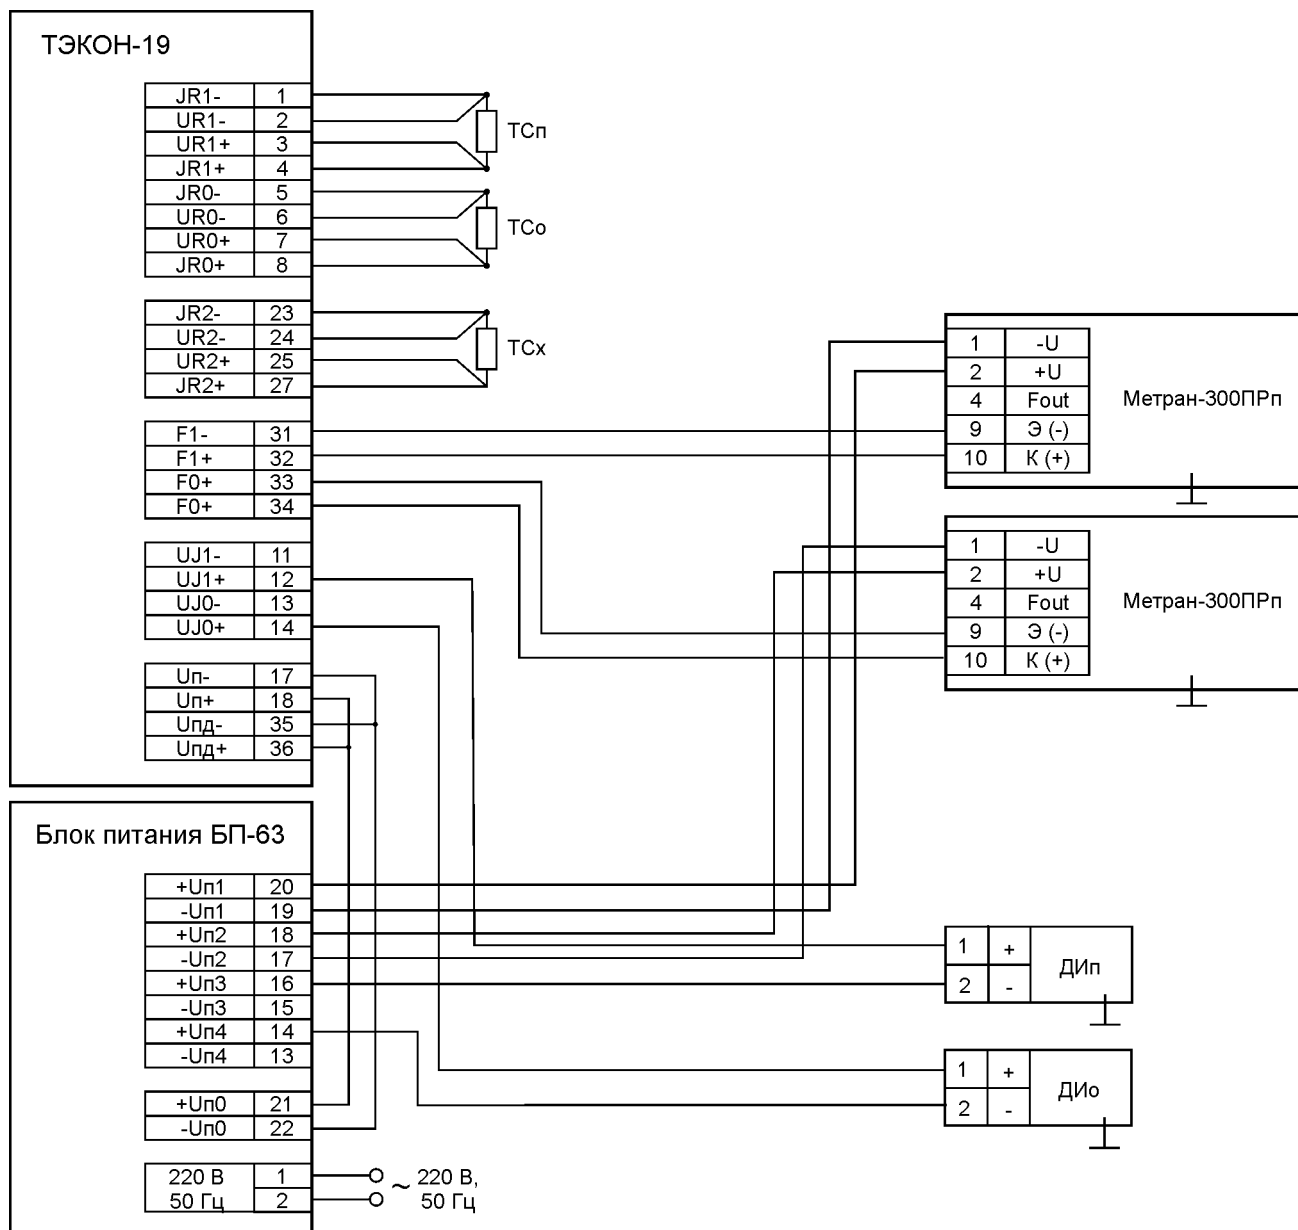 ТЭКОН-19
JR1- 1
UR1- 2
UR1+ 3
JR1+ 4
JR0- 5
UR0- 6
UR0+ 7
JR0+ 8
ТСп
ТСо
JR2- 23
UR2- 24
UR2+ 25
JR2+ 27
ТСх
F1- 31
F1+ 32
F0+ 33
F0+ 34
UJ1- 11
UJ1+ 12
UJ0- 13
UJ0+ 14
Uп- 17
Uп+ 18
Uпд- 35
Uпд+ 36
1 -U
2 +U
4 Fout
9 Э (-)
10 К (+)
Метран-300ПРп
1 -U
2 +U
4 Fout
9 Э (-)
10 К (+)
Метран-300ПРп
Блок питания БП-63
+Uп1 20
-Uп1 19
+Uп2 18
-Uп2 17
+Uп3 16
-Uп3 15
+Uп4 14
-Uп4 13
+Uп0 21
-Uп0 22
220 В 1
50 Гц 2
~ 220 В,
50 Гц
1 +
2 -
ДИп
1 +
2 -
ДИо